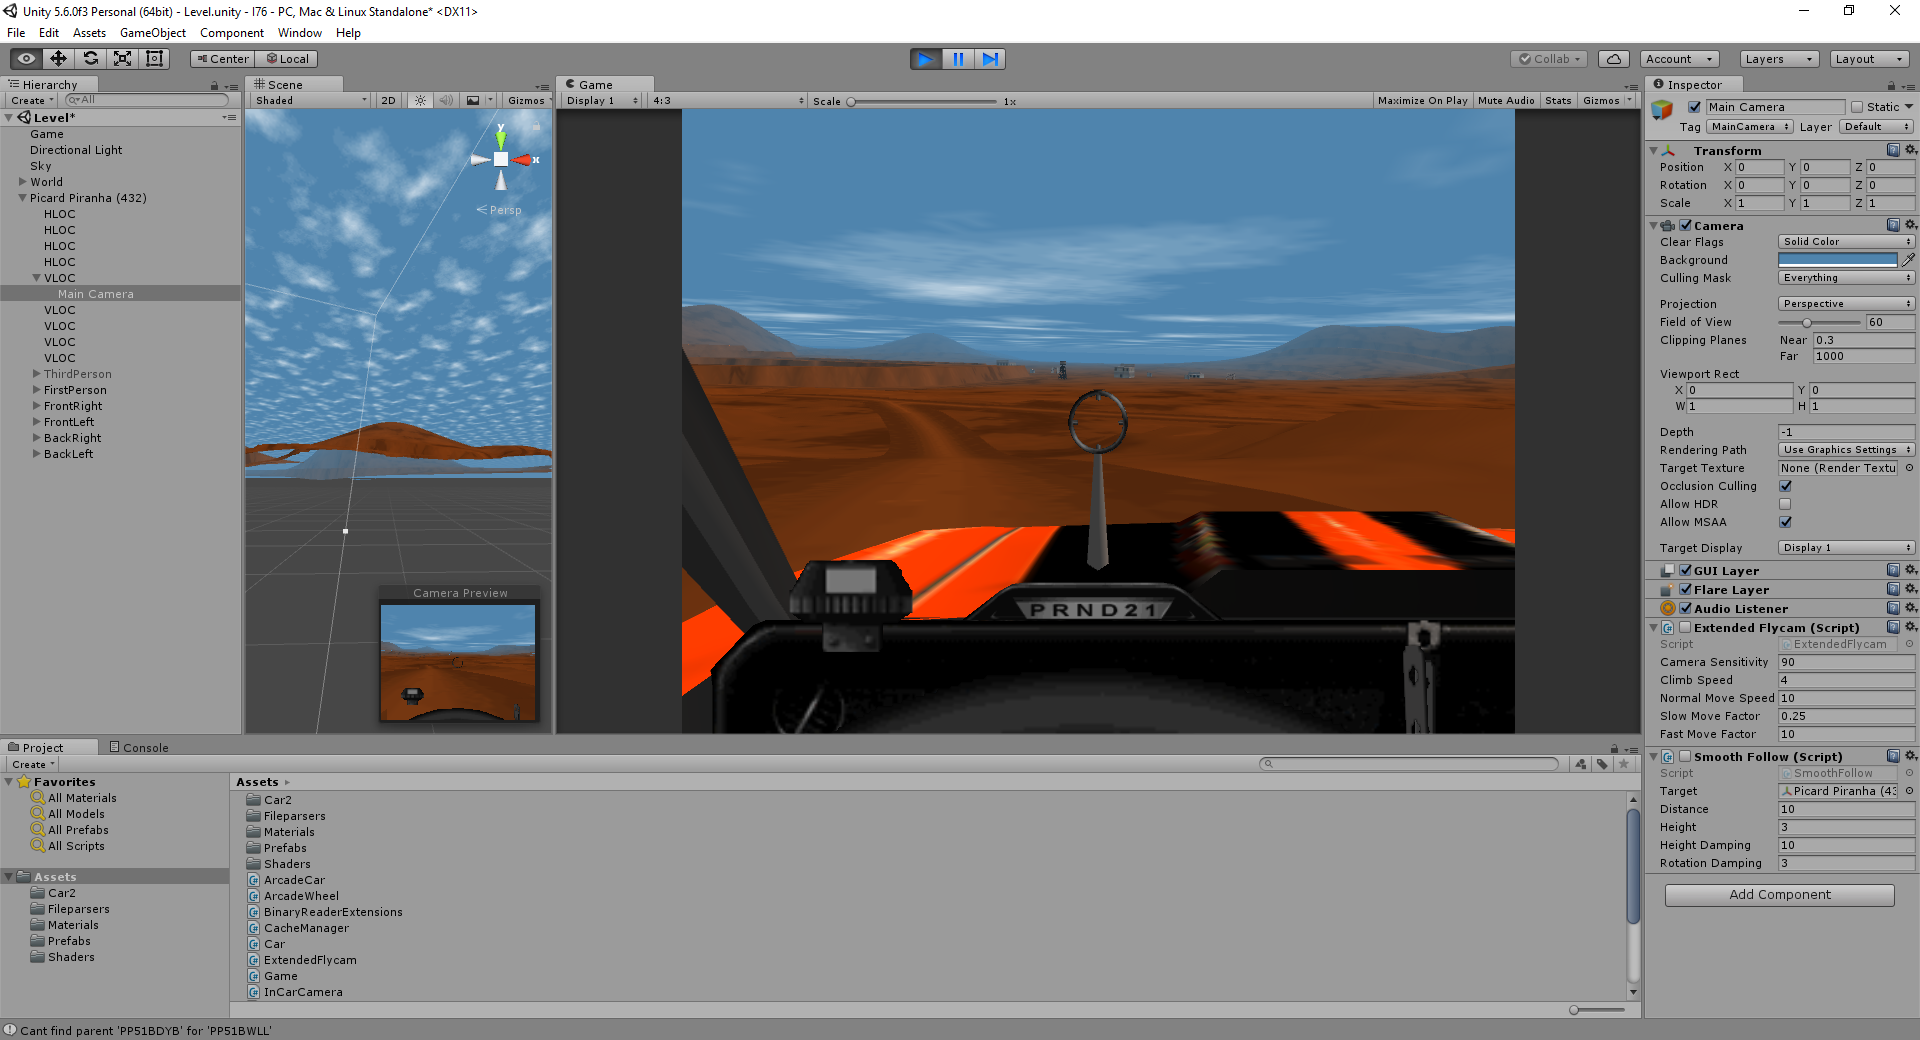 Unity 5.6.0f3 Personal (64bit) - Level.unity - I76 - PC, Mac & Linux Standalone* <DX11>
File Edit Assets GameObject Component Window Help
Center Local
Collab Account Layers Layout
Hierarchy
Create All
Level*
Game
Directional Light
Sky
World
Picard Piranha (432)
HLOC
HLOC
HLOC
HLOC
VLOC
Main Camera
VLOC
VLOC
VLOC
VLOC
ThirdPerson
FirstPerson
FrontRight
FrontLeft
BackRight
BackLeft
Scene
Shaded 2D Gizmos
y
x
Persp
Camera Preview
Game
Display 1 4:3 Scale 1x Maximize On Play Mute Audio Stats Gizmos
PRND21
Inspector
Main Camera Static
Tag MainCamera Layer Default
Transform
Position X 0 Y 0 Z 0
Rotation X 0 Y 0 Z 0
Scale X 1 Y 1 Z 1
Camera
Clear Flags Solid Color
Background
Culling Mask Everything
Projection Perspective
Field of View 60
Clipping Planes Near 0.3
Far 1000
Viewport Rect
X 0 Y 0
W 1 H 1
Depth -1
Rendering Path Use Graphics Settings
Target Texture None (Render Textu
Occlusion Culling
Allow HDR
Allow MSAA
Target Display Display 1
GUI Layer
Flare Layer
Audio Listener
Extended Flycam (Script)
Script ExtendedFlycam
Camera Sensitivity 90
Climb Speed 4
Normal Move Speed 10
Slow Move Factor 0.25
Fast Move Factor 10
Smooth Follow (Script)
Script SmoothFollow
Target Picard Piranha (43
Distance 10
Height 3
Height Damping 10
Rotation Damping 3
Add Component
Project Console
Create
Favorites
All Materials
All Models
All Prefabs
All Scripts
Assets
Car2
Fileparsers
Materials
Prefabs
Shaders
Assets
Car2
Fileparsers
Materials
Prefabs
Shaders
ArcadeCar
ArcadeWheel
BinaryReaderExtensions
CacheManager
Car
ExtendedFlycam
Game
InCarCamera
Cant find parent 'PP51BDYB' for 'PP51BWLL'